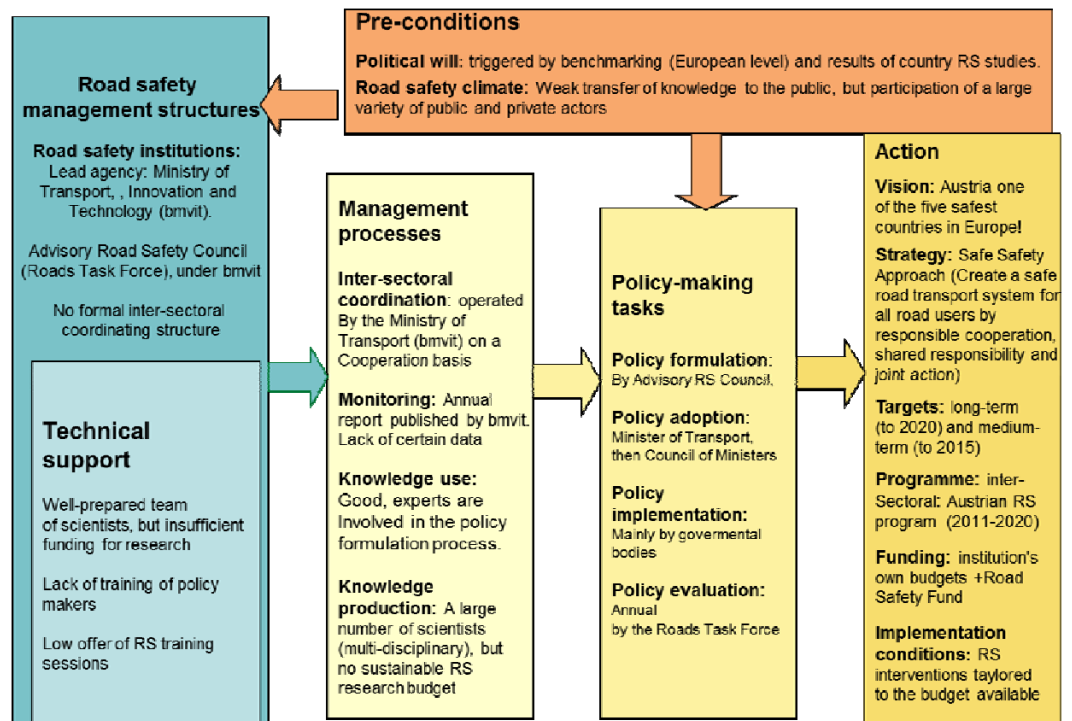 Pre-conditions
Political will: triggered by benchmarking (European level) and results of country RS studies.
Road safety climate: Weak transfer of knowledge to the public, but participation of a large
variety of public and private actors
Road safety
management structures
Road safety institutions:
Lead agency: Ministry of
Transport, , Innovation and
Technology (bmvit).
Advisory Road Safety Council
(Roads Task Force), under bmvit
No formal inter-sectoral
coordinating structure
Technical
support
Well-prepared team
of scientists, but insufficient
funding for research
Lack of training of policy
makers
Low offer of RS training
sessions
Management
processes
Inter-sectoral
coordination: operated
By the Ministry of
Transport (bmvit) on a
Cooperation basis
Monitoring: Annual
report published by bmvit.
Lack of certain data
Knowledge use:
Good, experts are
Involved in the policy
formulation process.
Knowledge
production: A large
number of scientists
(multi-disciplinary), but
no sustainable RS
research budget
Policy-making
tasks
Policy formulation:
By Advisory RS Council,
Policy adoption:
Minister of Transport,
then Council of Ministers
Policy
implementation:
Mainly by govermental
bodies
Policy evaluation:
Annual
by the Roads Task Force
Action
Vision: Austria one
of the five safest
countries in Europe!
Strategy: Safe Safety
Approach (Create a safe
road transport system for
all road users by
responsible cooperation,
shared responsibility and
joint action)
Targets: long-term
(to 2020) and medium-
term (to 2015)
Programme: inter-
Sectoral: Austrian RS
program (2011-2020)
Funding: institution's
own budgets +Road
Safety Fund
Implementation
conditions: RS
interventions taylored
to the budget available